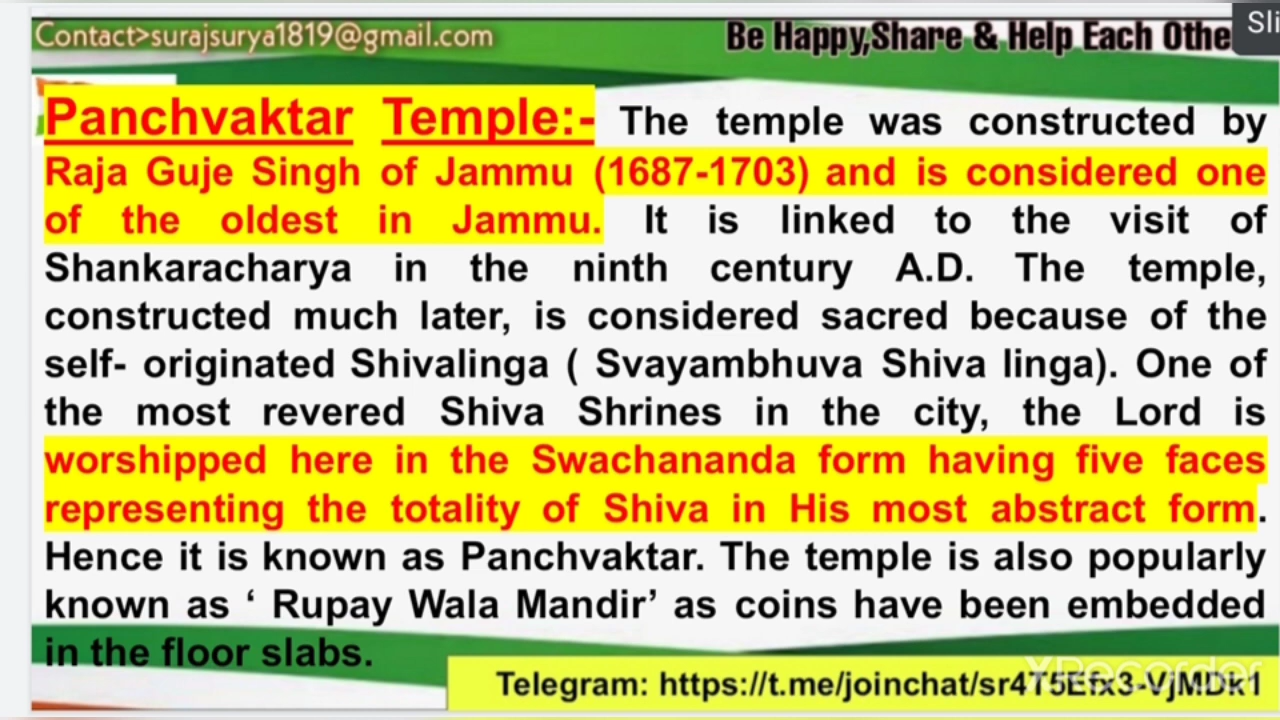 Contact>surajsurya1819@gmail.com
Be Happy,Share & Help Each Othe
Sli
Panchvaktar Temple:- The temple was constructed by
Raja Guje Singh of Jammu (1687-1703) and is considered one
of the oldest in Jammu. It is linked to the visit of
Shankaracharya in the ninth century A.D. The temple,
constructed much later, is considered sacred because of the
self- originated Shivalinga ( Svayambhuva Shiva linga). One of
the most revered Shiva Shrines in the city, the Lord is
worshipped here in the Swachananda form having five faces
representing the totality of Shiva in His most abstract form.
Hence it is known as Panchvaktar. The temple is also popularly
known as ‘ Rupay Wala Mandir’ as coins have been embedded
in the floor slabs.
Telegram:
XRecorder